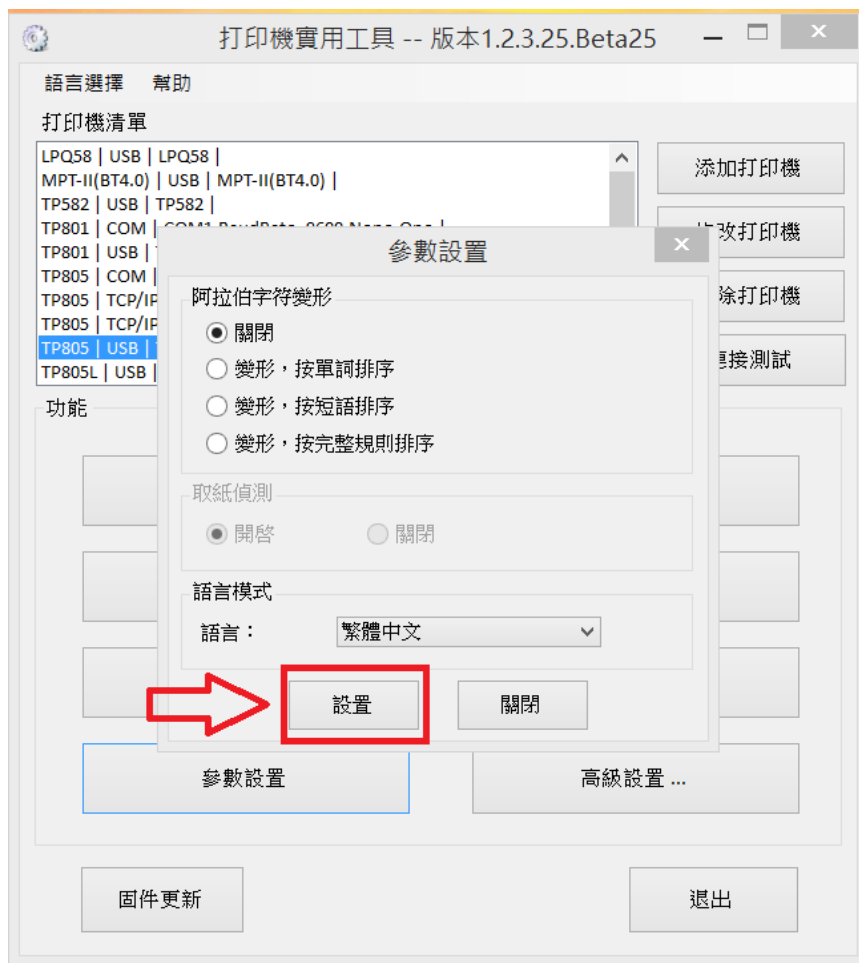 打印機實用工具 -- 版本1.2.3.25.Beta25
語言選擇 幫助
打印機清單
LPQ58 | USB | LPQ58 |
MPT-II(BT4.0) | USB | MPT-II(BT4.0) |
TP582 | USB | TP582 |
TP801 | COM |
TP801 | USB |
TP805 | COM |
TP805 | TCP/IP
TP805 | TCP/IP
TP805 | USB |
TP805L | USB |
添加打印機
改打印機
除打印機
接測試
參數設置
阿拉伯字符變形
關閉
變形，按單詞排序
變形，按短語排序
變形，按完整規則排序
取紙偵測
開啓 關閉
語言模式
語言： 繁體中文
設置 關閉
功能
參數設置 高級設置 ...
固件更新 退出